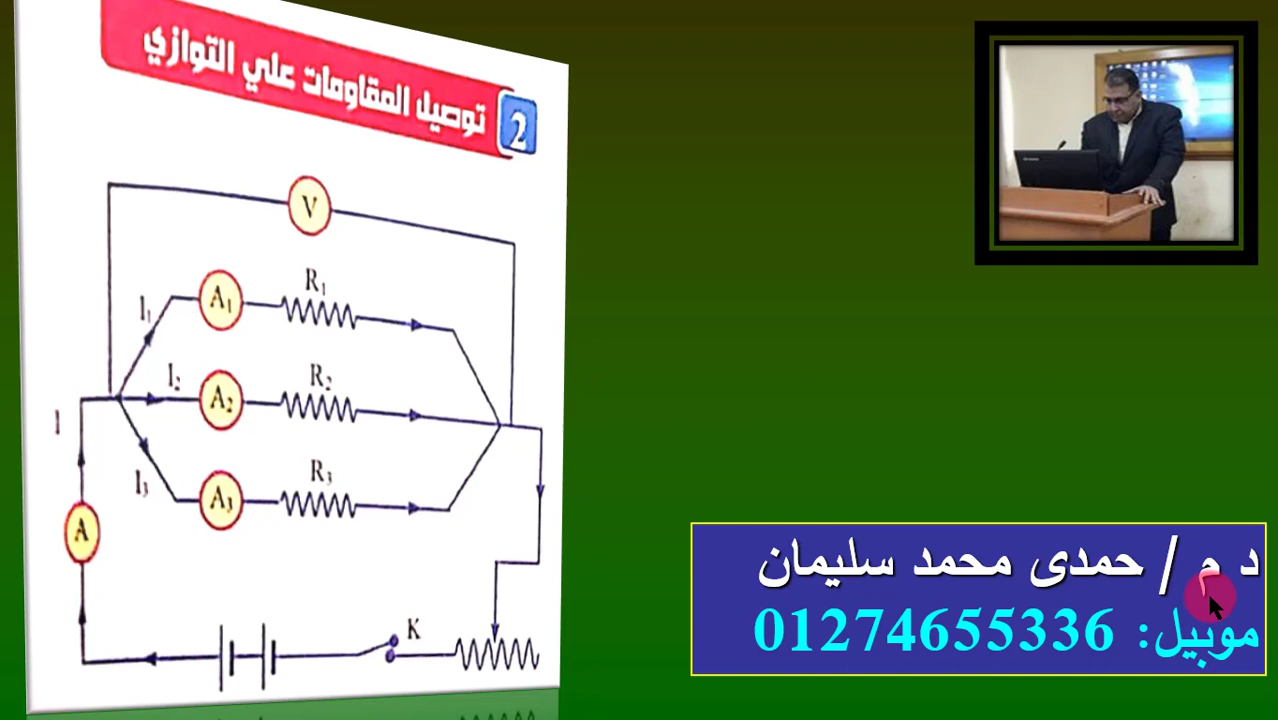 2 توصيل المقاومات علي التوازي
V
I₁ A₁ R₁
I₂ A₂ R₂
I
I₃ A₃ R₃
A
K
د م / حمدى محمد سليمان
موبيل: 01274655336